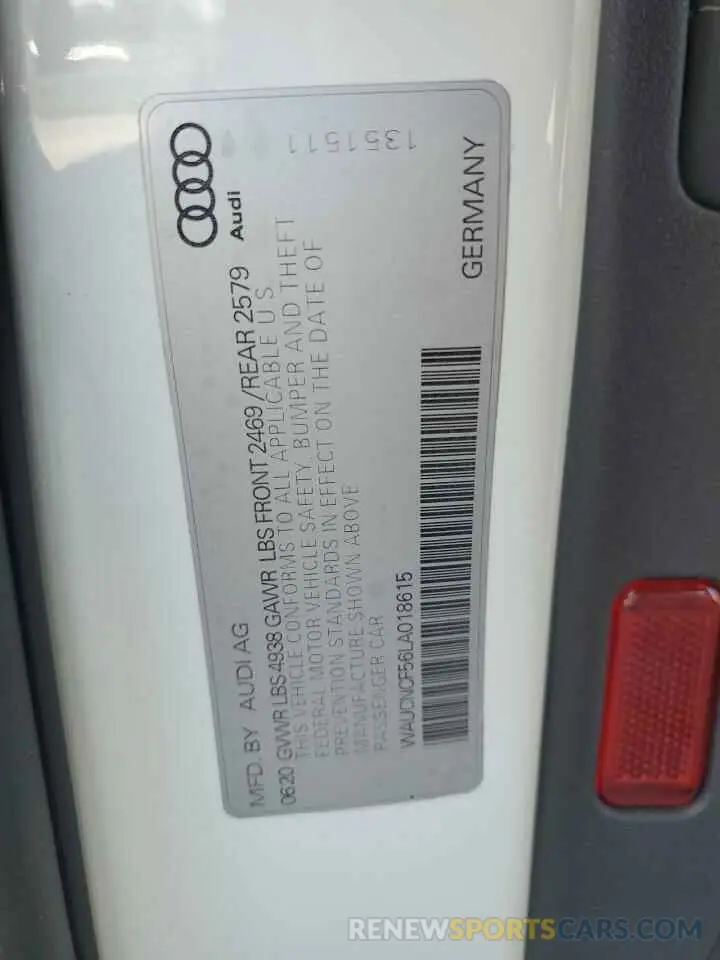 Audi
1351511
MFD. BY AUDI AG
06.20 GVWR LBS 4938 GAWR LBS FRONT 2469/REAR 2579
THIS VEHICLE CONFORMS TO ALL APPLICABLE U S
FEDERAL MOTOR VEHICLE SAFETY, BUMPER AND THEFT
PREVENTION STANDARDS IN EFFECT ON THE DATE OF
MANUFACTURE SHOWN ABOVE
PASSENGER CAR
WAUDNCF56LA018615
GERMANY
RENEWSPORTSCARS.COM